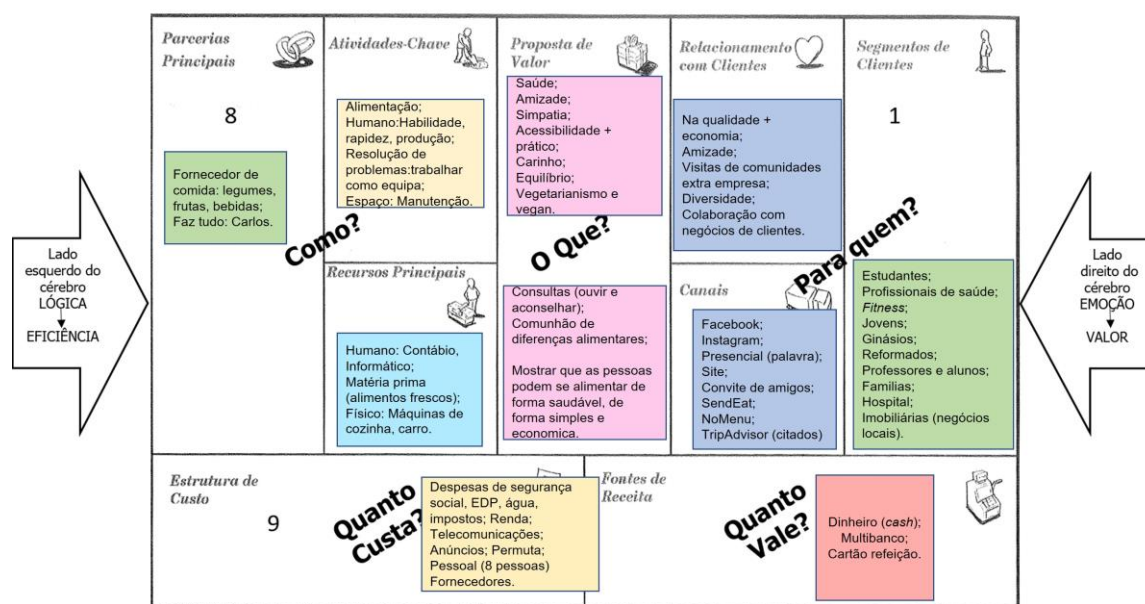 Parcerias
Principais
8
Fornecedor de
comida: legumes,
frutas, bebidas;
Faz tudo: Carlos.
Atividades-Chave
Alimentação;
Humano:Habilidade,
rapidez, produção;
Resolução de
problemas:trabalhar
como equipa;
Espaço: Manutenção.
Como?
Recursos Principais
Humano: Contábio,
Informático;
Matéria prima
(alimentos frescos);
Físico: Máquinas de
cozinha, carro.
Proposta de
Valor
Saúde;
Amizade;
Simpatia;
Acessibilidade +
prático;
Carinho;
Equilíbrio;
Vegetarianismo e
vegan.
O Que?
Consultas (ouvir e
aconselhar);
Comunhão de
diferenças alimentares;
Mostrar que as pessoas
podem se alimentar de
forma saudável, de
forma simples e
economica.
Relacionamento
com Clientes
Na qualidade +
economia;
Amizade;
Visitas de comunidades
extra empresa;
Diversidade;
Colaboração com
negócios de clientes.
Para quem?
Canais
Facebook;
Instagram;
Presencial (palavra);
Site;
Convite de amigos;
SendEat;
NoMenu;
TripAdvisor (citados)
Segmentos de
Clientes
1
Estudantes;
Profissionais de saúde;
Fitness;
Jovens;
Ginásios;
Reformados;
Professores e alunos;
Famílias;
Hospital;
Imobiliárias (negócios
locais).
Lado
esquerdo do
cérebro
LÓGICA
EFICIÊNCIA
Lado
direito do
cérebro
EMOÇÃO
VALOR
Estrutura de
Custo
9
Quanto
Custa?
Despesas de segurança
social, EDP, água,
impostos; Renda;
Telecomunicações;
Anúncios; Permuta;
Pessoal (8 pessoas)
Fornecedores.
Fontes de
Receita
Quanto
Vale?
Dinheiro (cash);
Multibanco;
Cartão refeição.